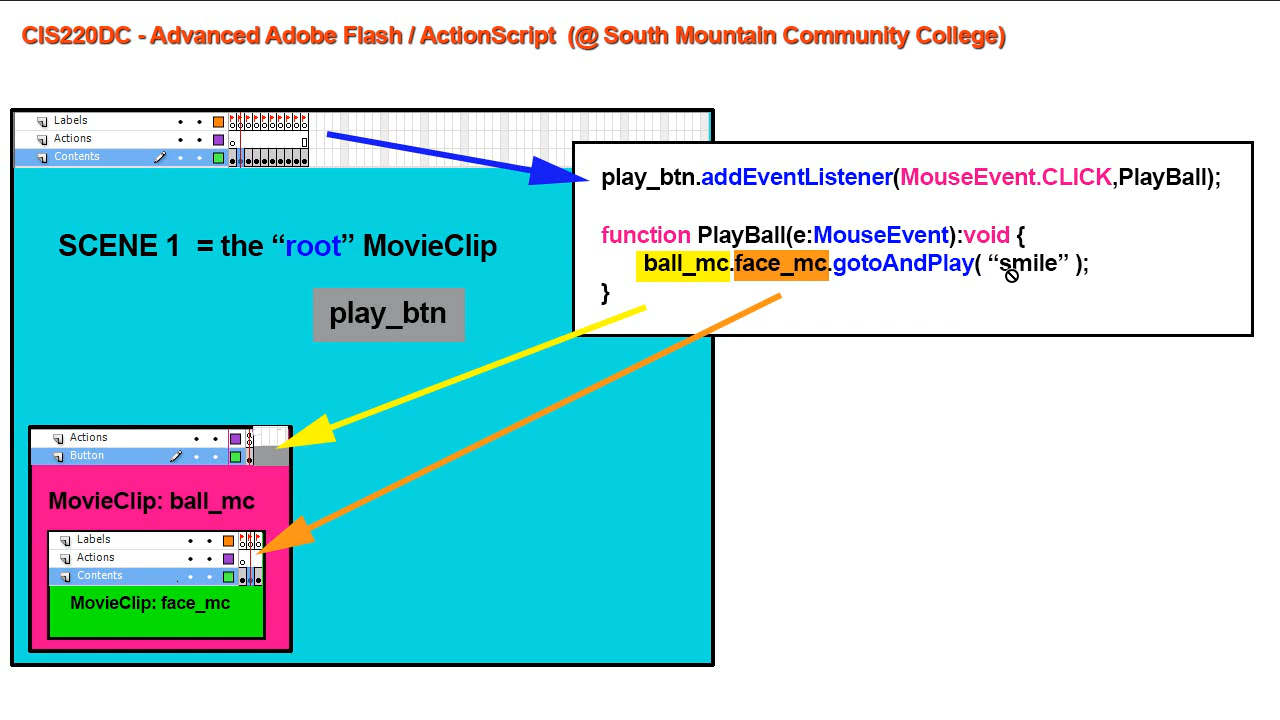 CIS220DC - Advanced Adobe Flash / ActionScript (@ South Mountain Community College)
Labels
Actions
Contents
play_btn.addEventListener(MouseEvent.CLICK,PlayBall);
function PlayBall(e:MouseEvent):void {
ball_mc.face_mc.gotoAndPlay( “smile” );
}
SCENE 1 = the “root” MovieClip
play_btn
Actions
Button
MovieClip: ball_mc
Labels
Actions
Contents
MovieClip: face_mc